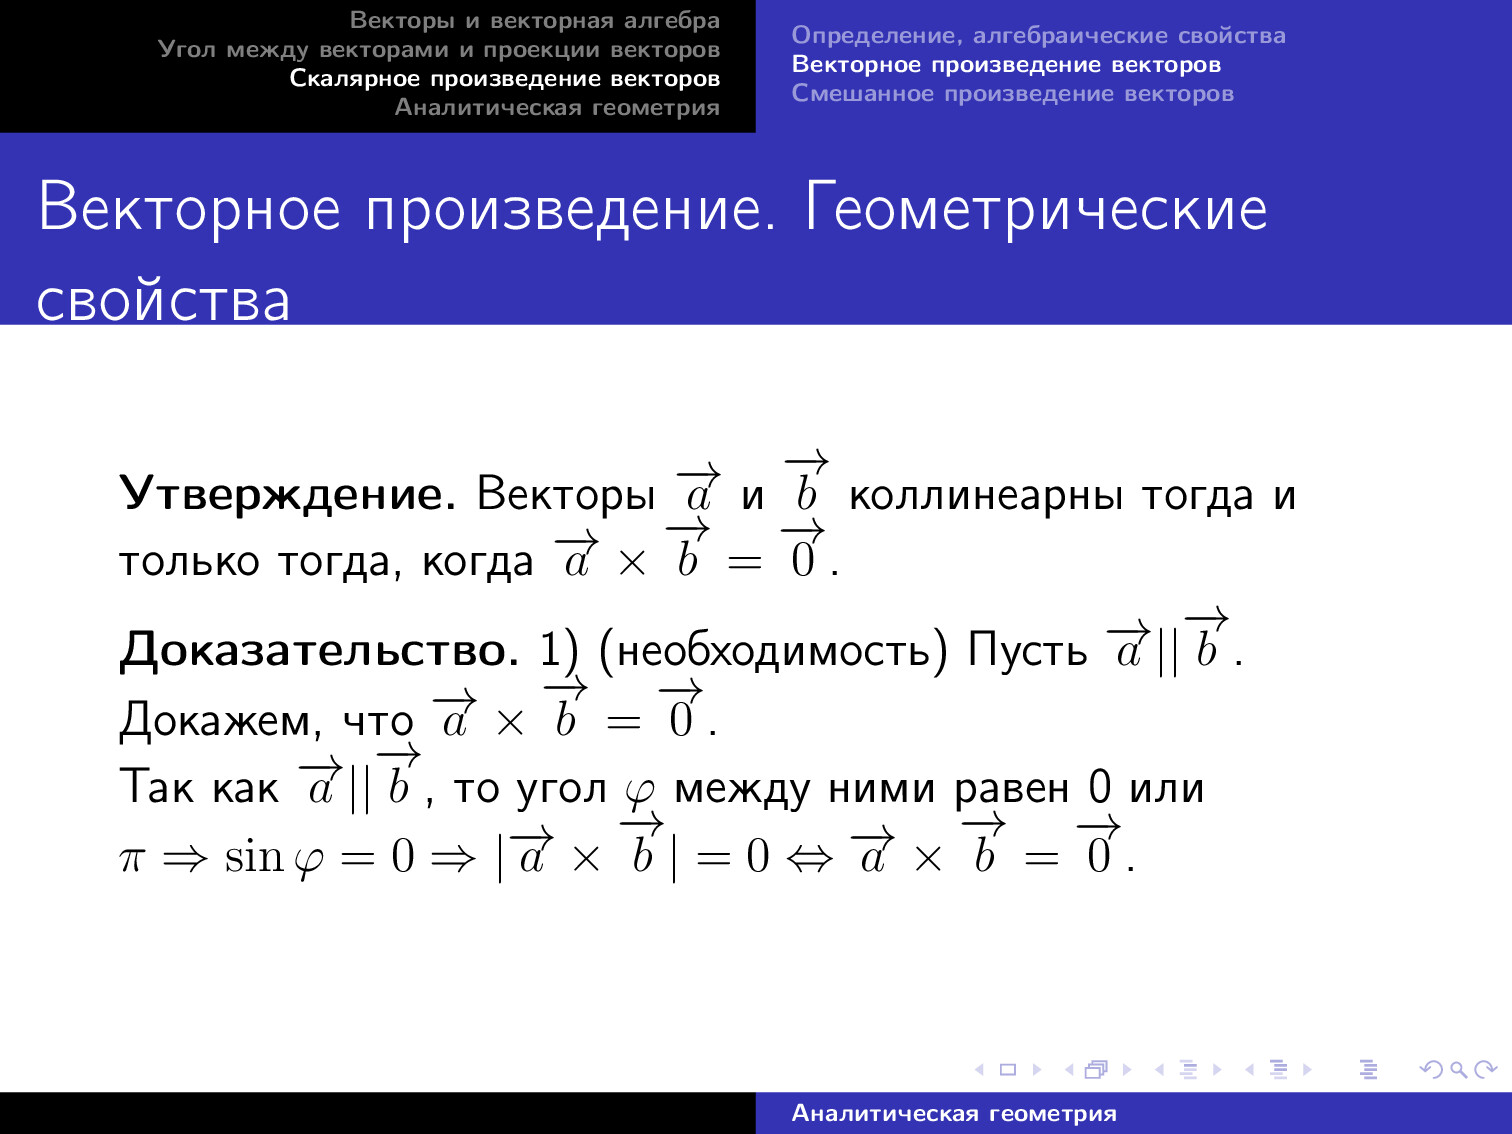 Векторы и векторная алгебра
Угол между векторами и проекции векторов
Скалярное произведение векторов
Аналитическая геометрия
Определение, алгебраические свойства
Векторное произведение векторов
Смешанное произведение векторов
Векторное произведение. Геометрические
свойства
Утверждение. Векторы $\overrightarrow{a}$ и $\overrightarrow{b}$ коллинеарны тогда и
только тогда, когда $\overrightarrow{a} \times \overrightarrow{b} = \overrightarrow{0}$.
Доказательство. 1) (необходимость) Пусть $\overrightarrow{a} || \overrightarrow{b}$.
Докажем, что $\overrightarrow{a} \times \overrightarrow{b} = \overrightarrow{0}$.
Так как $\overrightarrow{a} || \overrightarrow{b}$, то угол $\varphi$ между ними равен 0 или
$\pi \Rightarrow \sin \varphi = 0 \Rightarrow |\overrightarrow{a} \times \overrightarrow{b}| = 0 \Leftrightarrow \overrightarrow{a} \times \overrightarrow{b} = \overrightarrow{0}$.
Аналитическая геометрия